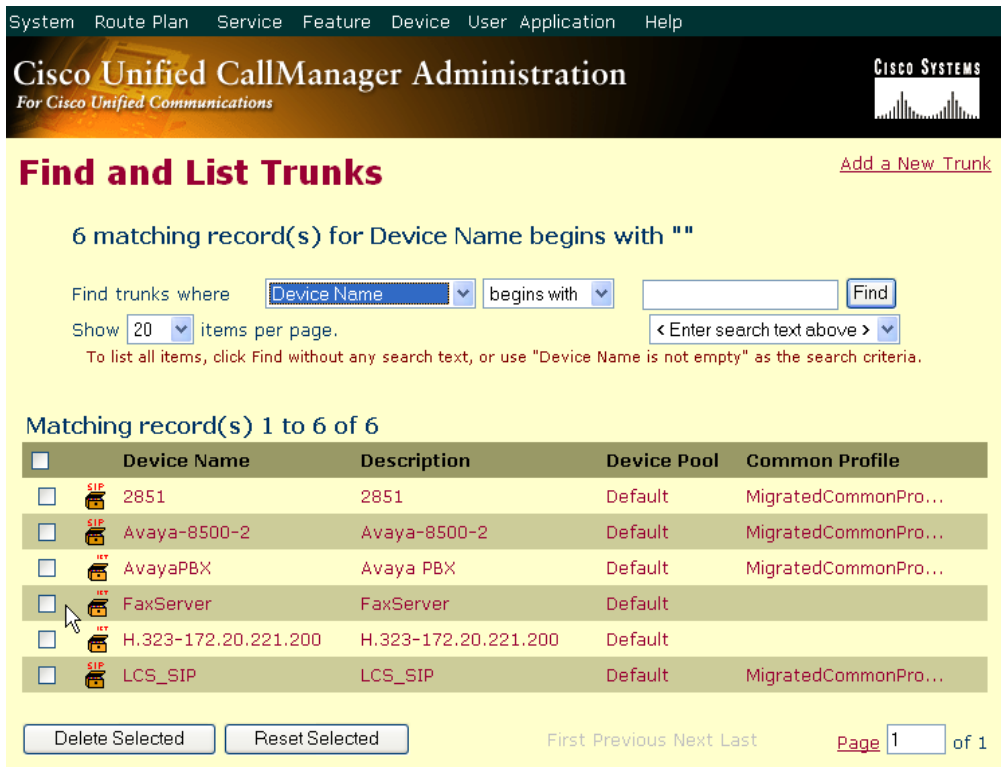 System Route Plan Service Feature Device User Application Help
Cisco Unified CallManager Administration
For Cisco Unified Communications
CISCO SYSTEMS
Find and List Trunks
Add a New Trunk
6 matching record(s) for Device Name begins with ""
Find trunks where Device Name begins with Find
Show 20 items per page. < Enter search text above >
To list all items, click Find without any search text, or use "Device Name is not empty" as the search criteria.
Matching record(s) 1 to 6 of 6
Device Name Description Device Pool Common Profile
SIP 2851 2851 Default MigratedCommonPro...
SIP Avaya-8500-2 Avaya-8500-2 Default MigratedCommonPro...
ICT AvayaPBX Avaya PBX Default MigratedCommonPro...
ICT FaxServer FaxServer Default
ICT H.323-172.20.221.200 H.323-172.20.221.200 Default
SIP LCS_SIP LCS_SIP Default MigratedCommonPro...
Delete Selected Reset Selected First Previous Next Last Page 1 of 1